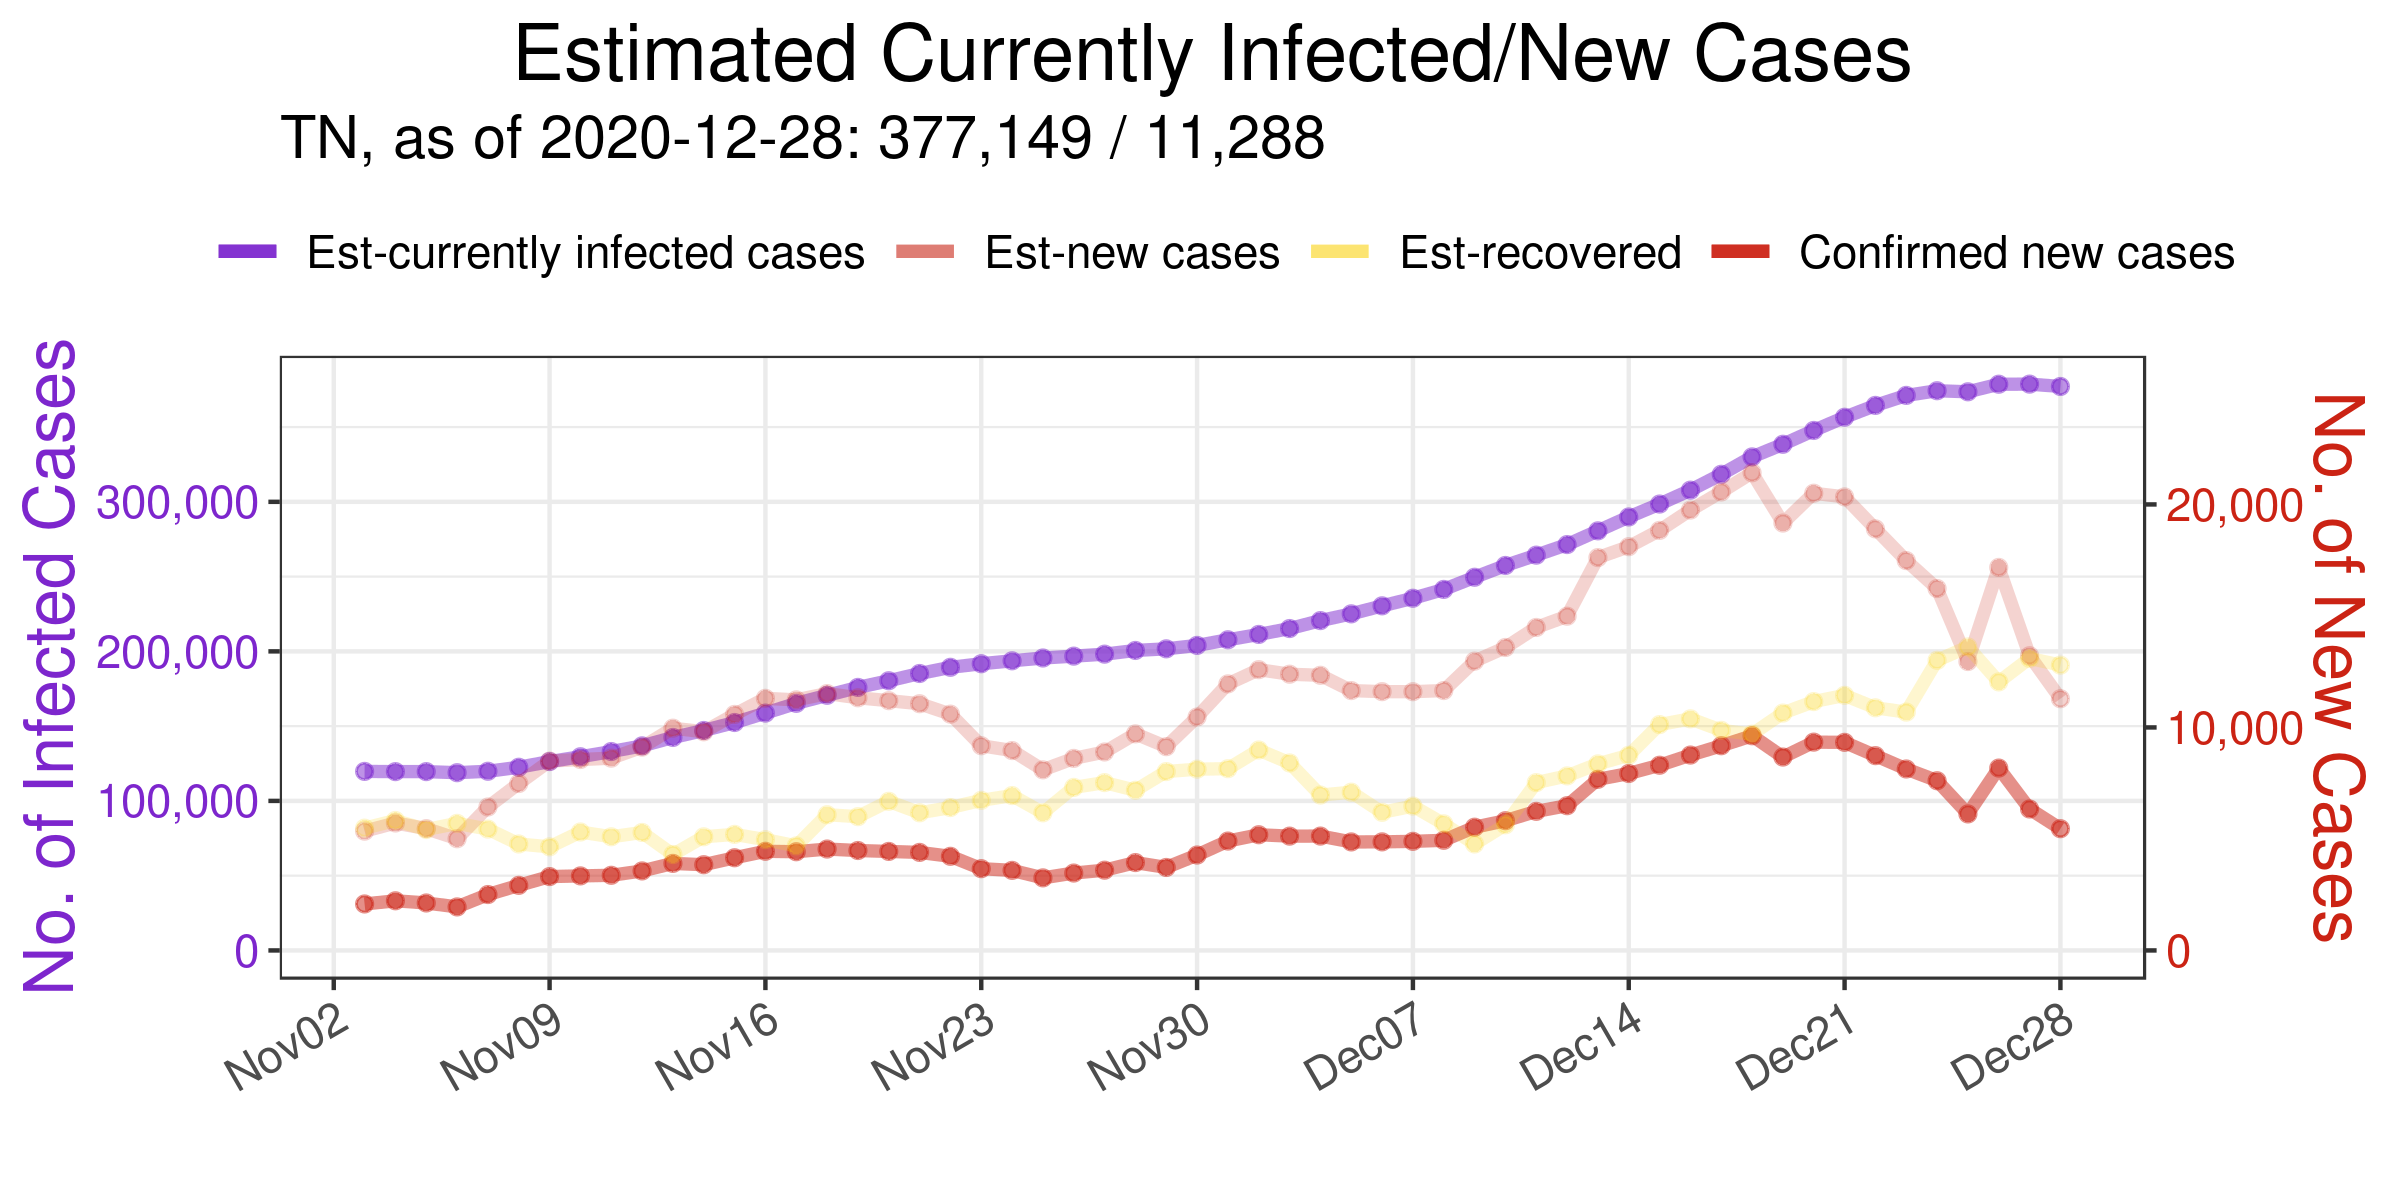 Estimated Currently Infected/New Cases
TN, as of 2020-12-28: 377,149 / 11,288
Est-currently infected cases Est-new cases Est-recovered Confirmed new cases
No. of Infected Cases
300,000
200,000
100,000
0
20,000
10,000
0
No. of New Cases
Nov02 Nov09 Nov16 Nov23 Nov30 Dec07 Dec14 Dec21 Dec28